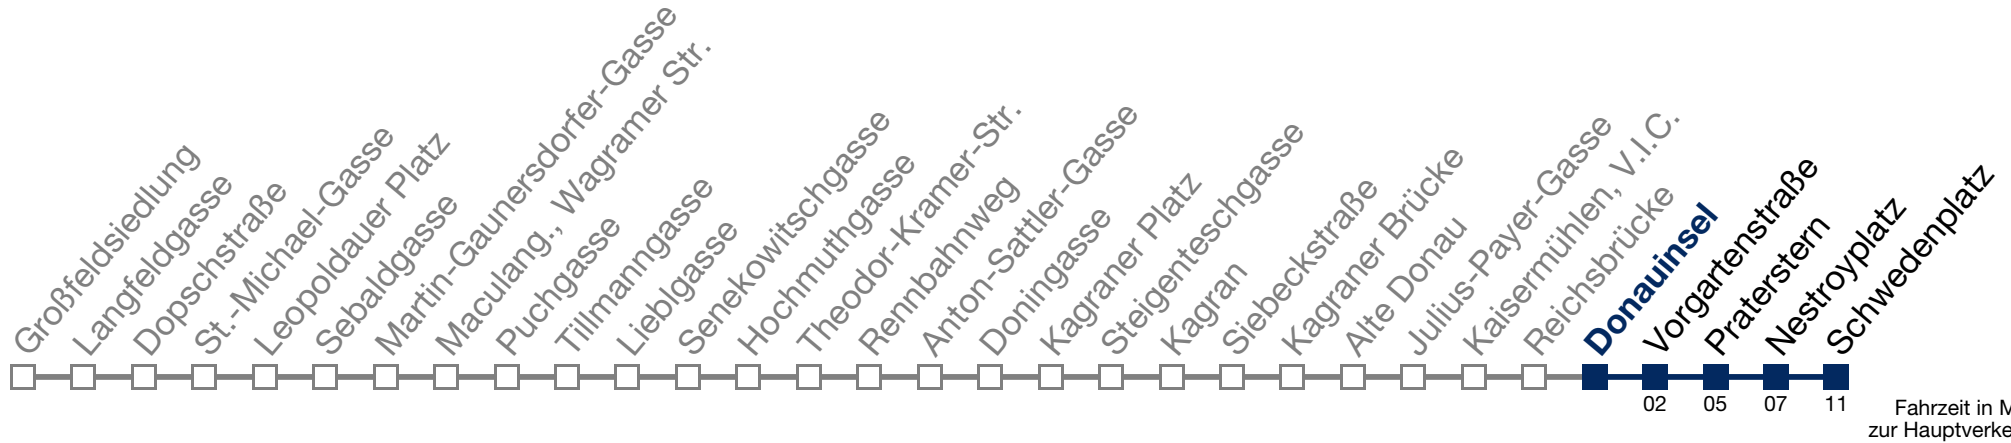 Großfeldsiedlung
Langfeldgasse
Dopschstraße
St.-Michael-Gasse
Leopoldauer Platz
Sebaldgasse
Martin-Gaunersdorfer-Gasse
Maculang., Wagramer Str.
Puchgasse
Tillmanngasse
Lieblgasse
Senekowitschgasse
Hochmuthgasse
Theodor-Kramer-Str.
Rennbahnweg
Anton-Sattler-Gasse
Doningasse
Kagraner Platz
Steigenteschgasse
Kagran
Siebeckstraße
Kagraner Brücke
Alte Donau
Julius-Payer-Gasse
Kaisermühlen, V.I.C.
Reichsbrücke
Donauinsel
Vorgartenstraße
Praterstern
Nestroyplatz
Schwedenplatz
02 05 07 11
Fahrzeit in M
zur Hauptverke